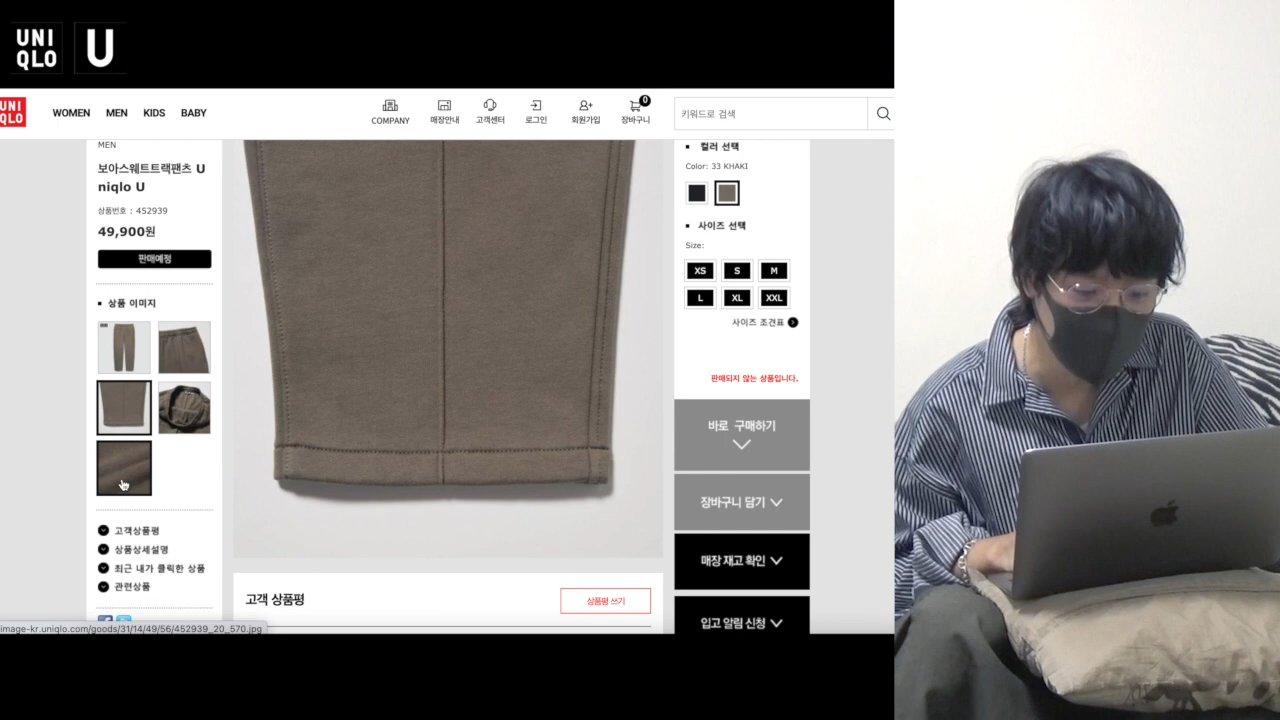 UNI
QLO
U
UNI
QLO
WOMEN MEN KIDS BABY
COMPANY 매장안내 고객센터 로그인 회원가입 장바구니
0
키워드로 검색
MEN
보아스웨트트랙팬츠 U
niqlo U
상품번호 : 452939
49,900원
판매예정
상품 이미지
고객상품평
상품상세설명
최근 내가 클릭한 상품
관련상품
image-kr.uniqlo.com/goods/31/14/49/56/452939_20_570.jpg
고객 상품평
상품평 쓰기
컬러 선택
Color: 33 KHAKI
사이즈 선택
Size:
XS S M
L XL XXL
사이즈 조견표
판매되지 않는 상품입니다.
바로 구매하기
장바구니 담기
매장 재고 확인
입고 알림 신청